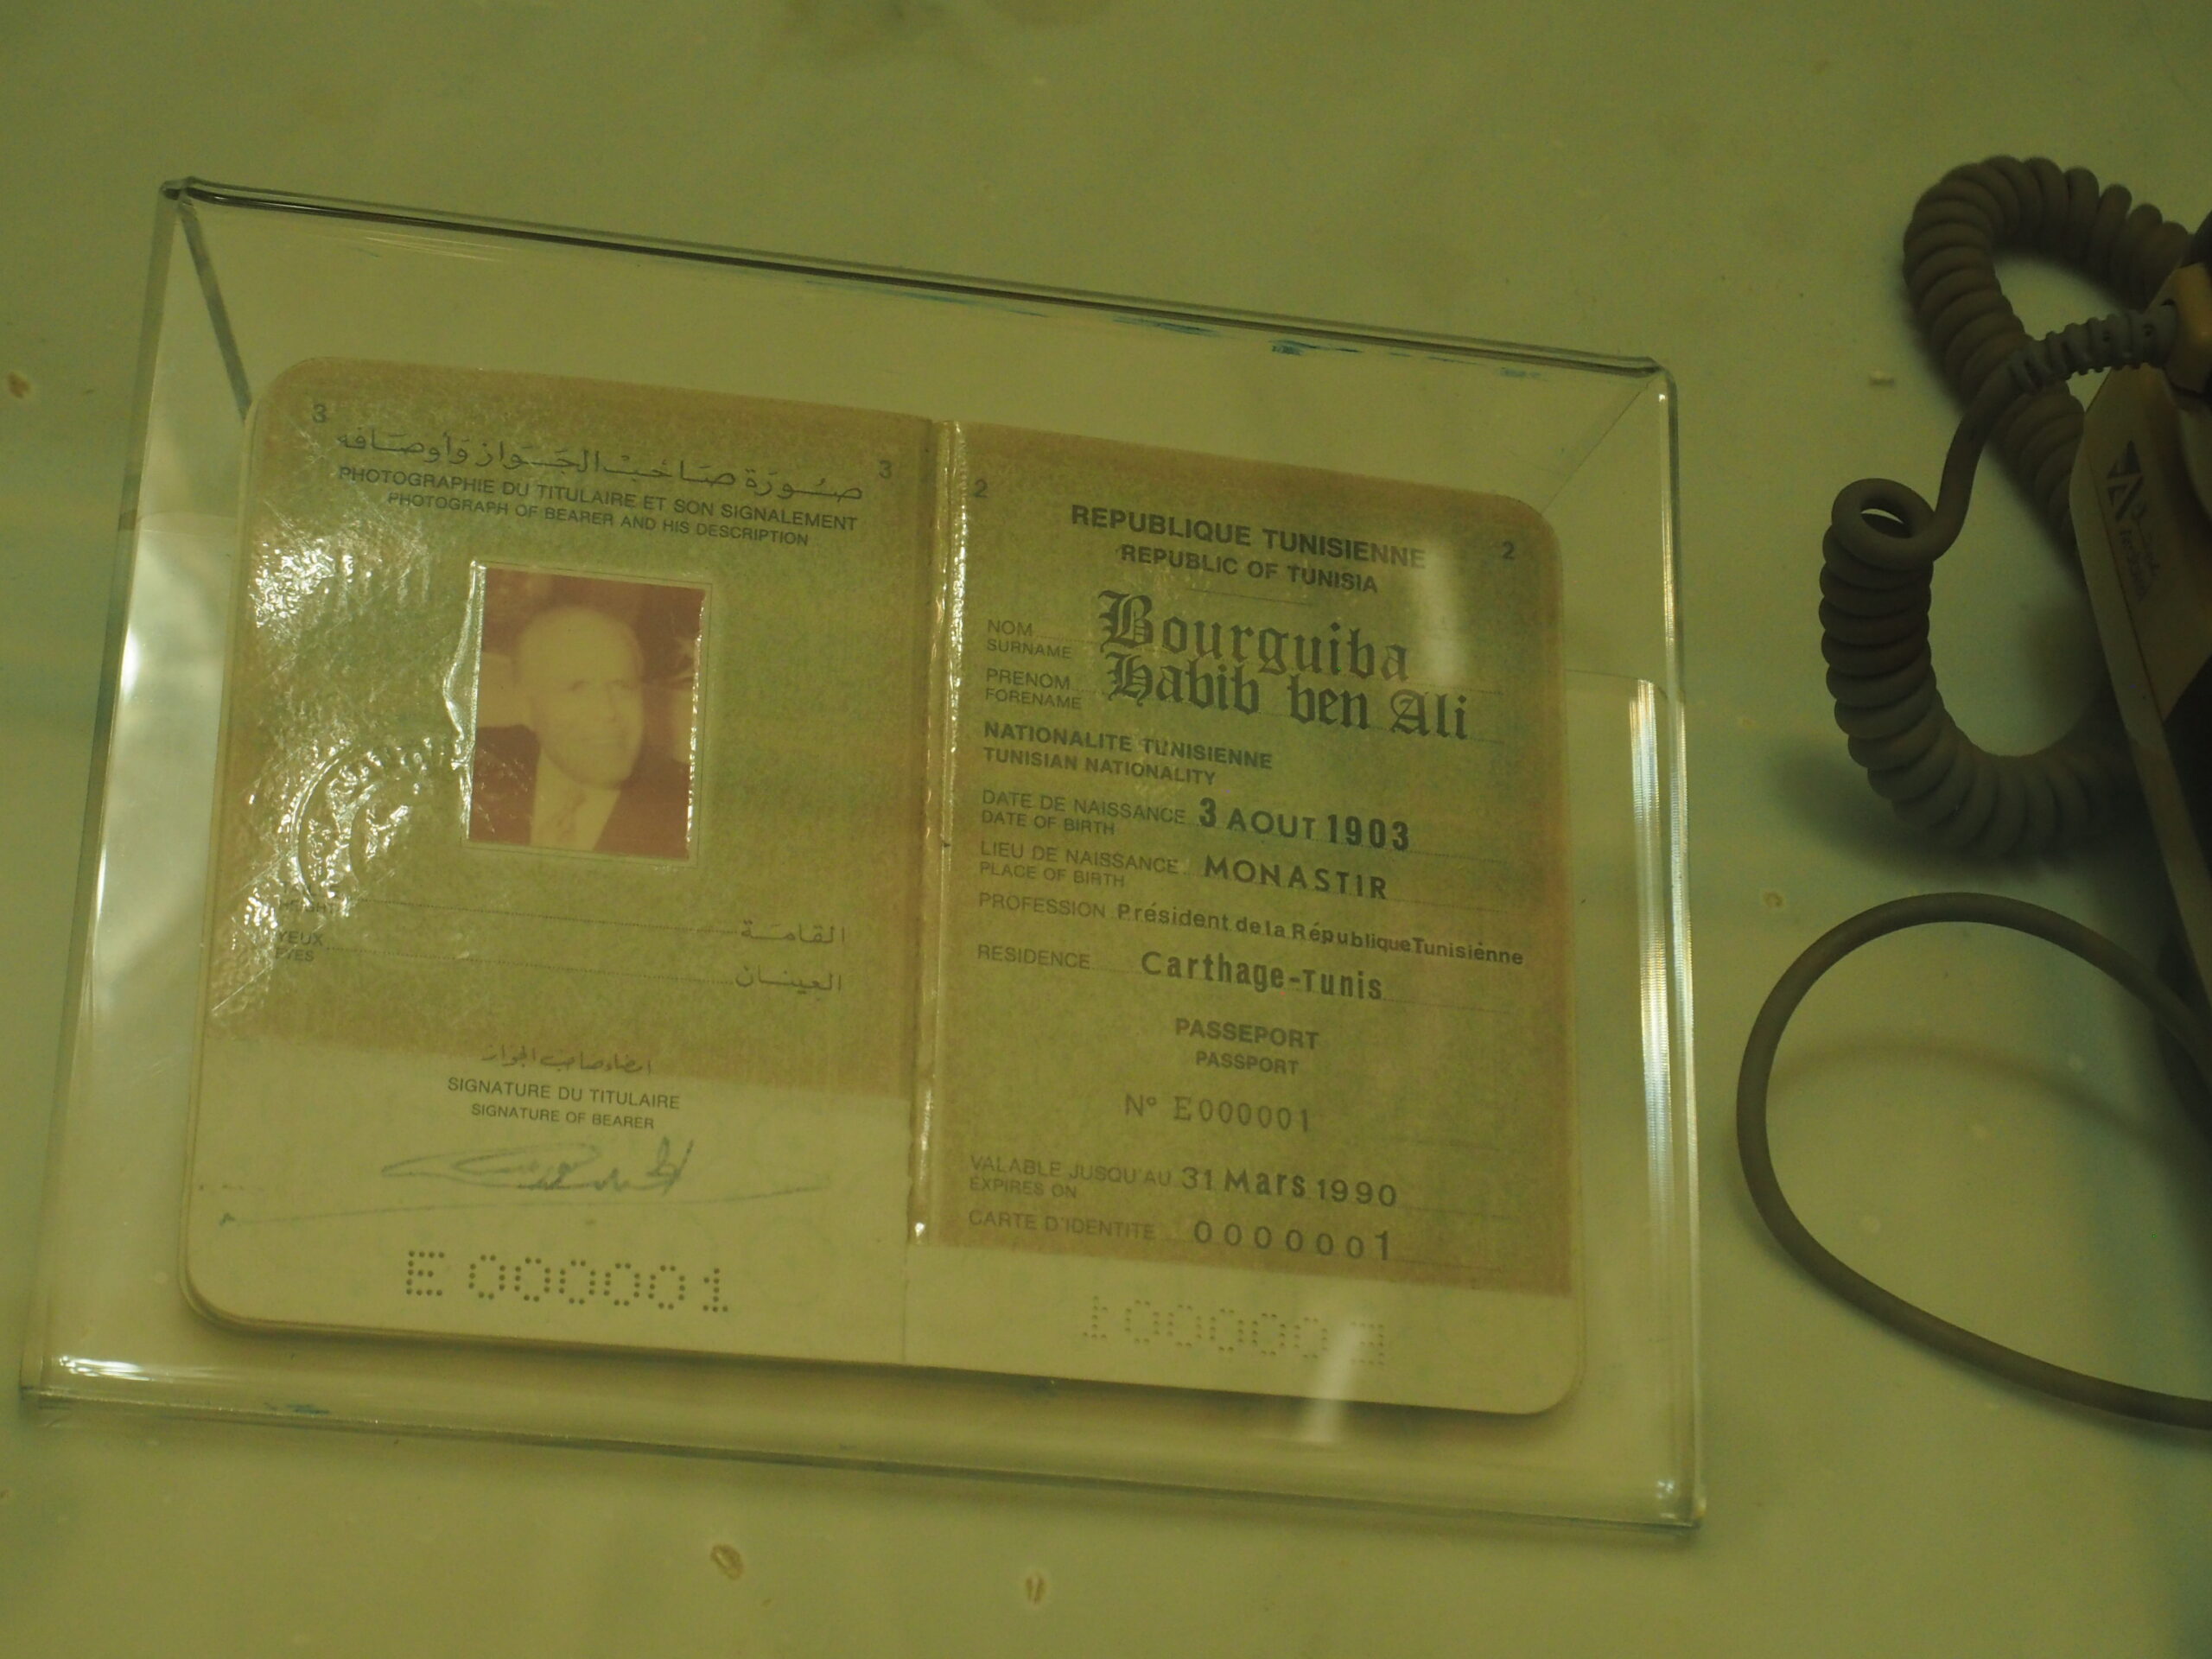 3
3
صورة صاحب الجواز وأوصافه
PHOTOGRAPHIE DU TITULAIRE ET SON SIGNALEMENT
PHOTOGRAPH OF BEARER AND HIS DESCRIPTION
HEIGHT
القامة
YEUX
EYES
العينان
امضاء صاحب الجواز
SIGNATURE DU TITULAIRE
SIGNATURE OF BEARER
E000001
2
2
REPUBLIQUE TUNISIENNE
REPUBLIC OF TUNISIA
NOM Bourguiba
SURNAME
PRENOM Habib ben Ali
FORENAME
NATIONALITE TUNISIENNE
TUNISIAN NATIONALITY
DATE DE NAISSANCE 3 AOUT 1903
DATE OF BIRTH
LIEU DE NAISSANCE MONASTIR
PLACE OF BIRTH
PROFESSION Président de la République Tunisiènne
RESIDENCE Carthage-Tunis
PASSEPORT
PASSPORT
N° E000001
VALABLE JUSQU'AU 31 Mars 1990
EXPIRES ON
CARTE D'IDENTITE 0000001
E000001